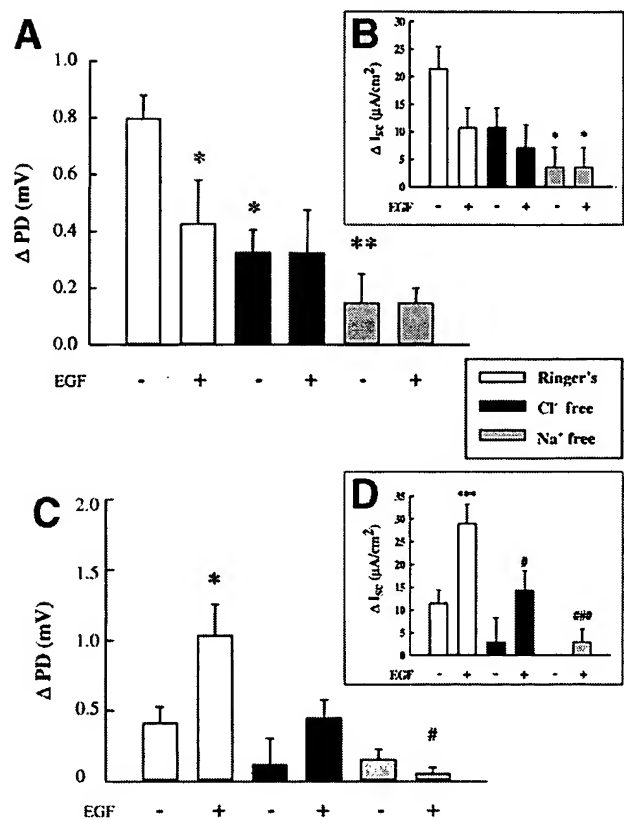 A
1.0
0.8
0.6
0.4
0.2
0.0
Δ PD (mV)
*
*
**
EGF - + - + - +
B
35
30
25
20
15
10
5
0
Δ Isc (µA/cm²)
* *
EGF - + - + - +
Ringer's
Cl⁻ free
Na⁺ free
C
2.0
1.5
1.0
0.5
0
Δ PD (mV)
*
#
EGF - + - + - +
D
35
30
25
20
15
10
5
0
Δ Isc (µA/cm²)
***
#
###
EGF - + - + - +